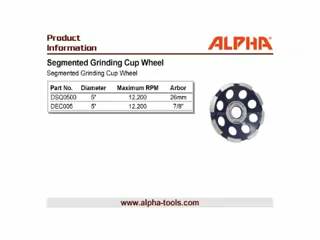 Product
Information
ALPHA
Segmented Grinding Cup Wheel
Segmented Grinding Cup Wheel
Part No. Diameter Maximum RPM Arbor
DSQ0500 5" 12,200 26mm
DEC005 5" 12,200 7/8"
www.alpha-tools.com